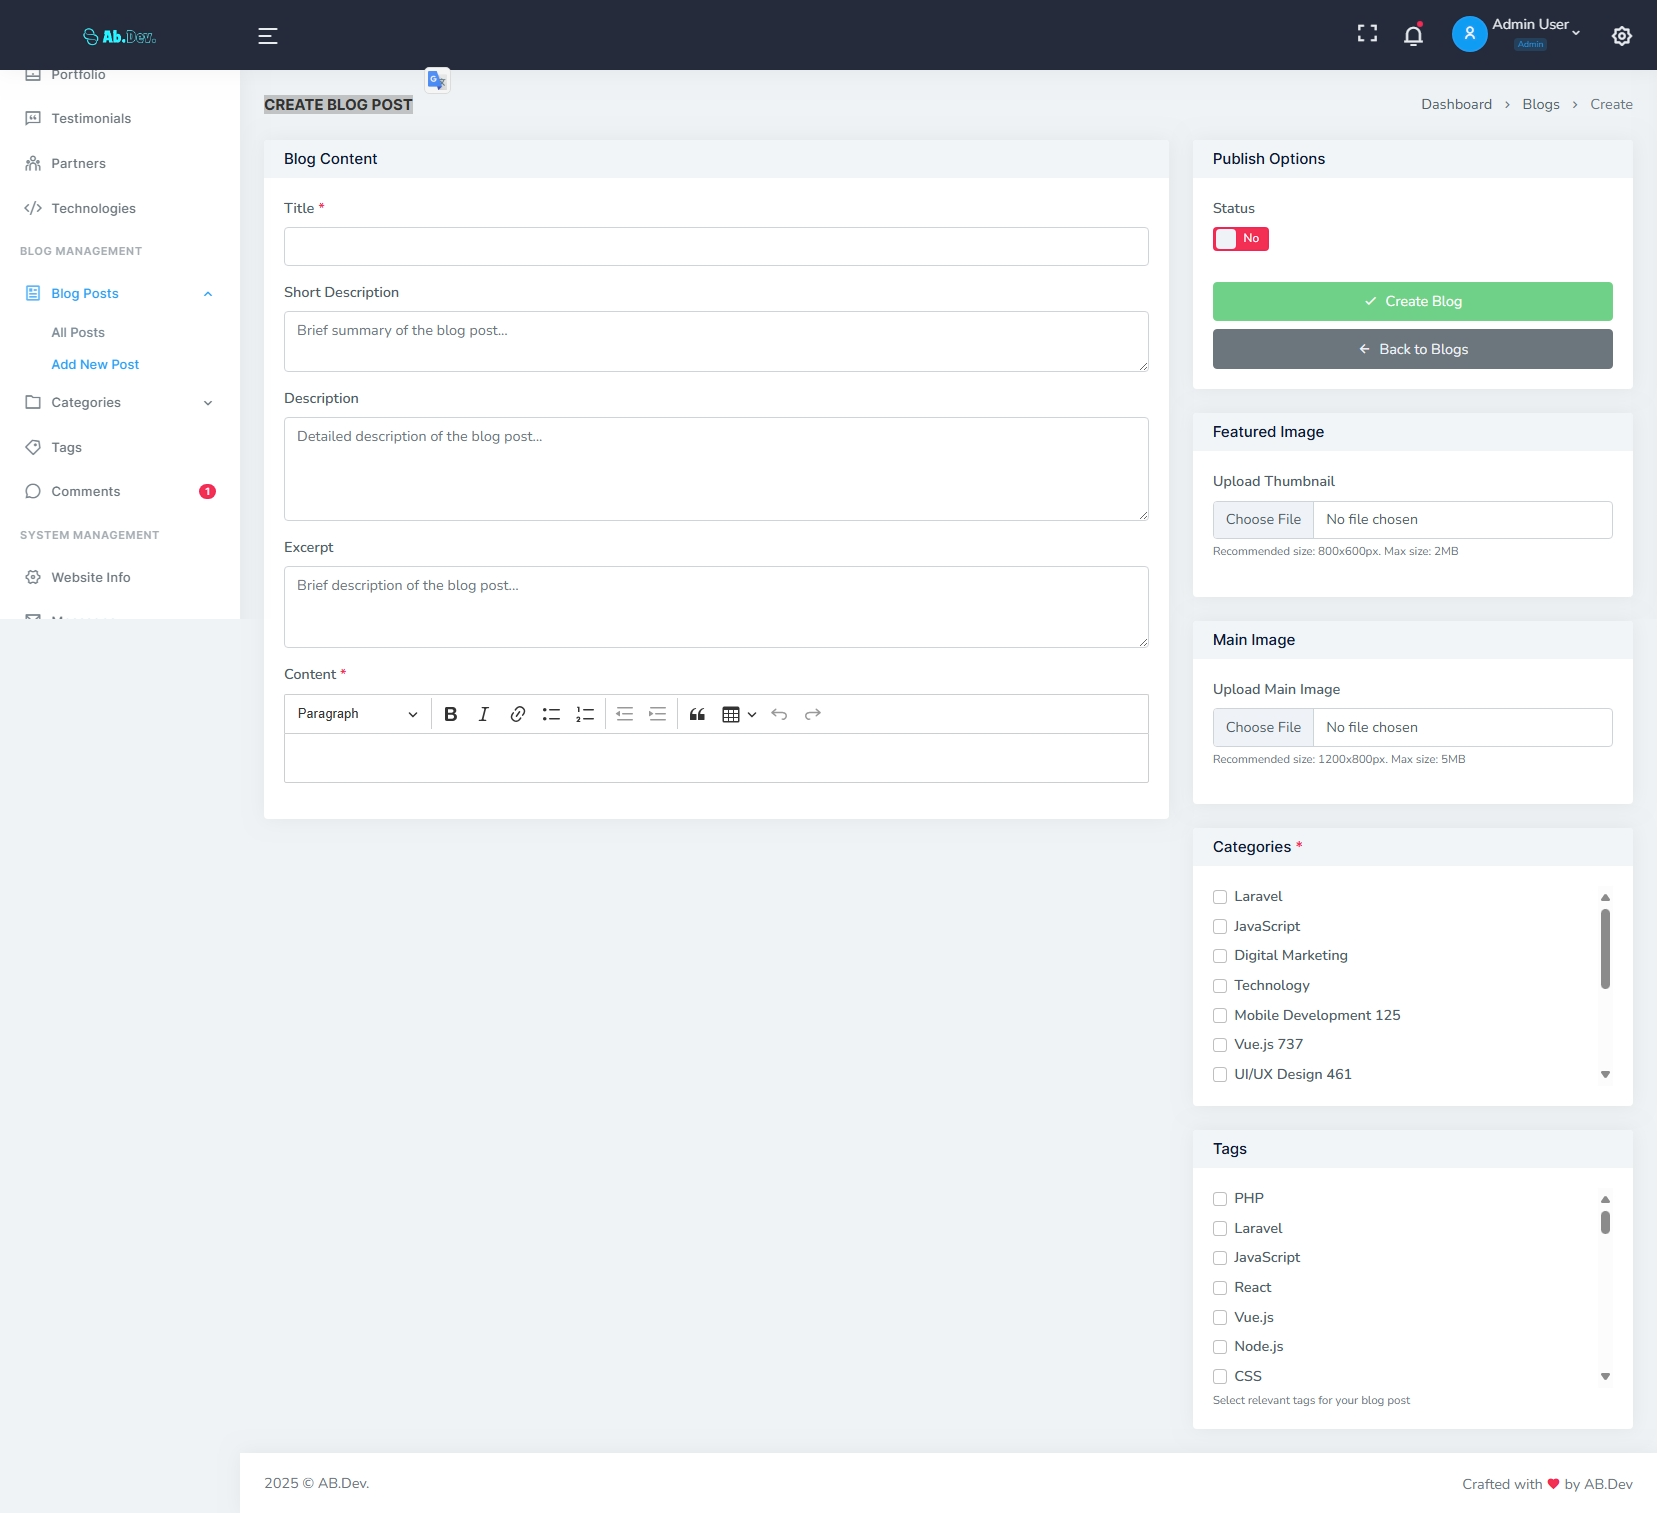 Ab.Dev.
Admin User
Admin
Portfolio
Testimonials
Partners
Technologies
BLOG MANAGEMENT
Blog Posts
All Posts
Add New Post
Categories
Tags
Comments
1
SYSTEM MANAGEMENT
Website Info
CREATE BLOG POST
Dashboard > Blogs > Create
Blog Content
Title *
Short Description
Brief summary of the blog post...
Description
Detailed description of the blog post...
Excerpt
Brief description of the blog post...
Content *
Paragraph
Publish Options
Status
No
Create Blog
Back to Blogs
Featured Image
Upload Thumbnail
Choose File No file chosen
Recommended size: 800x600px. Max size: 2MB
Main Image
Upload Main Image
Choose File No file chosen
Recommended size: 1200x800px. Max size: 5MB
Categories *
Laravel
JavaScript
Digital Marketing
Technology
Mobile Development 125
Vue.js 737
UI/UX Design 461
Tags
PHP
Laravel
JavaScript
React
Vue.js
Node.js
CSS
Select relevant tags for your blog post
2025 © AB.Dev.
Crafted with ♥ by AB.Dev